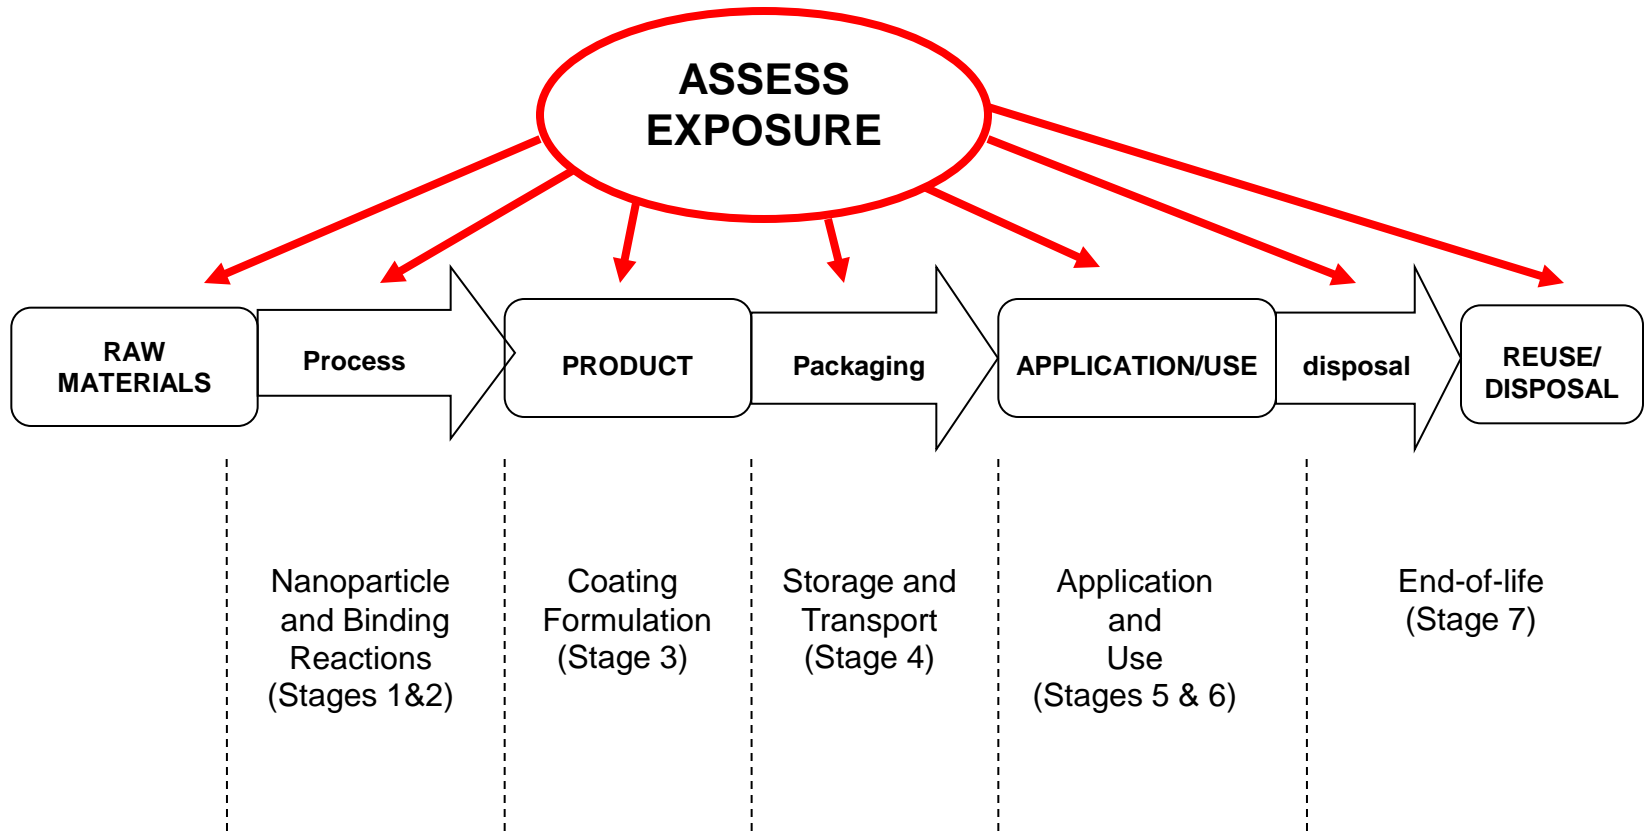 ASSESS
EXPOSURE
RAW
MATERIALS
Process
PRODUCT
Packaging
APPLICATION/USE
disposal
REUSE/
DISPOSAL
Nanoparticle
and Binding
Reactions
(Stages 1&2)
Coating
Formulation
(Stage 3)
Storage and
Transport
(Stage 4)
Application
and
Use
(Stages 5 & 6)
End-of-life
(Stage 7)